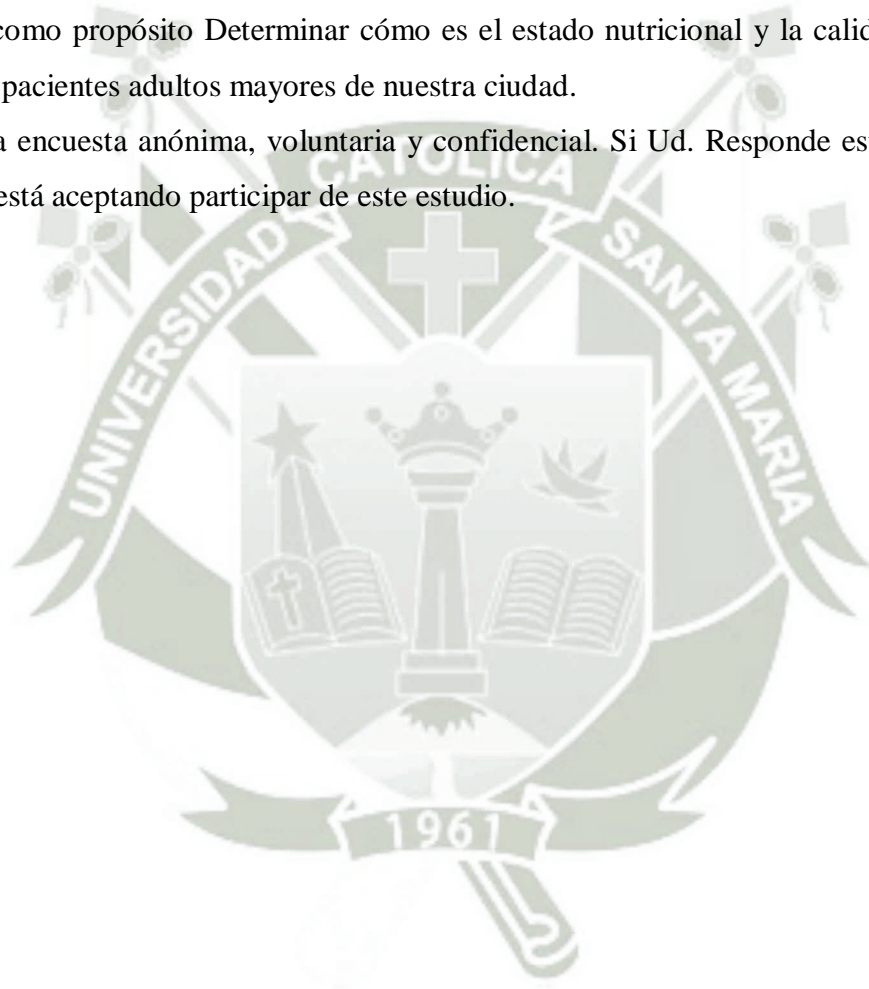 como propósito Determinar cómo es el estado nutricional y la calid
pacientes adultos mayores de nuestra ciudad.
a encuesta anónima, voluntaria y confidencial. Si Ud. Responde es
está aceptando participar de este estudio.
UNIVERSIDAD CATOLICA SANTA MARIA
1961